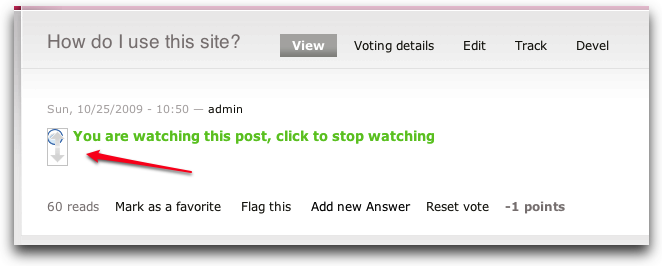 How do I use this site? View Voting details Edit Track Devel
Sun, 10/25/2009 - 10:50 — admin
You are watching this post, click to stop watching
60 reads Mark as a favorite Flag this Add new Answer Reset vote -1 points